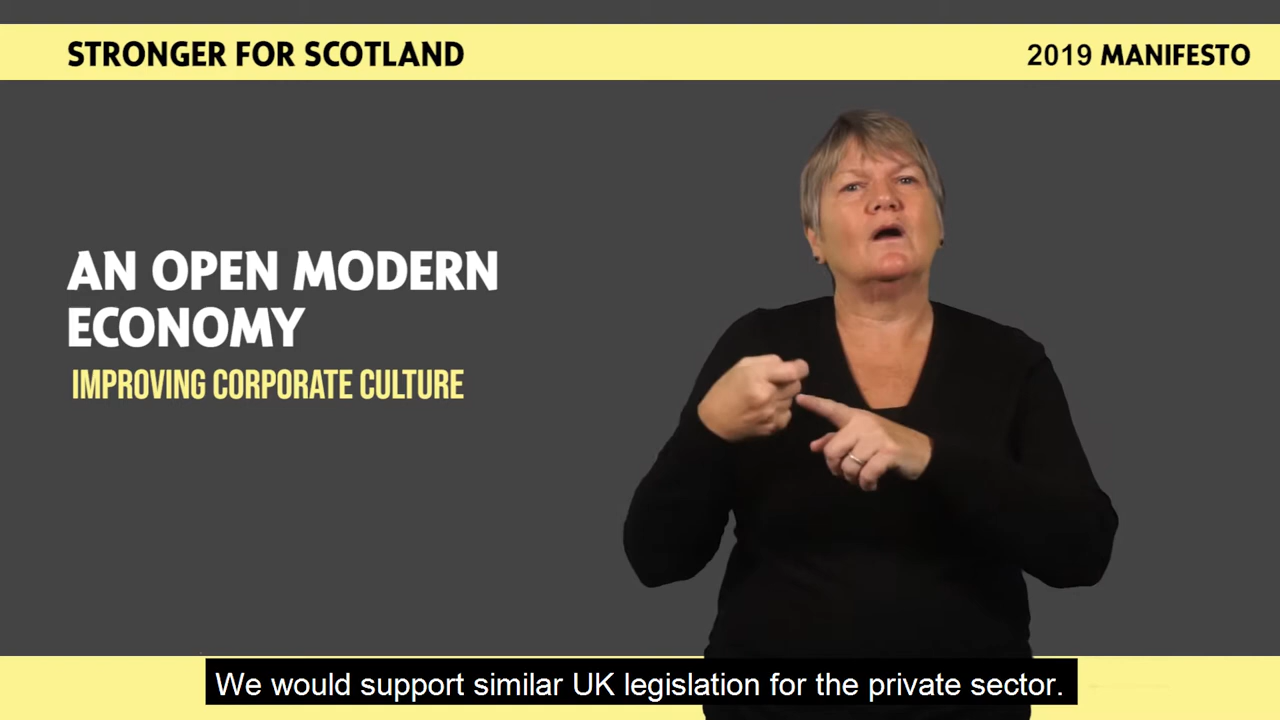 STRONGER FOR SCOTLAND
2019 MANIFESTO
AN OPEN MODERN
ECONOMY
IMPROVING CORPORATE CULTURE
We would support similar UK legislation for the private sector.